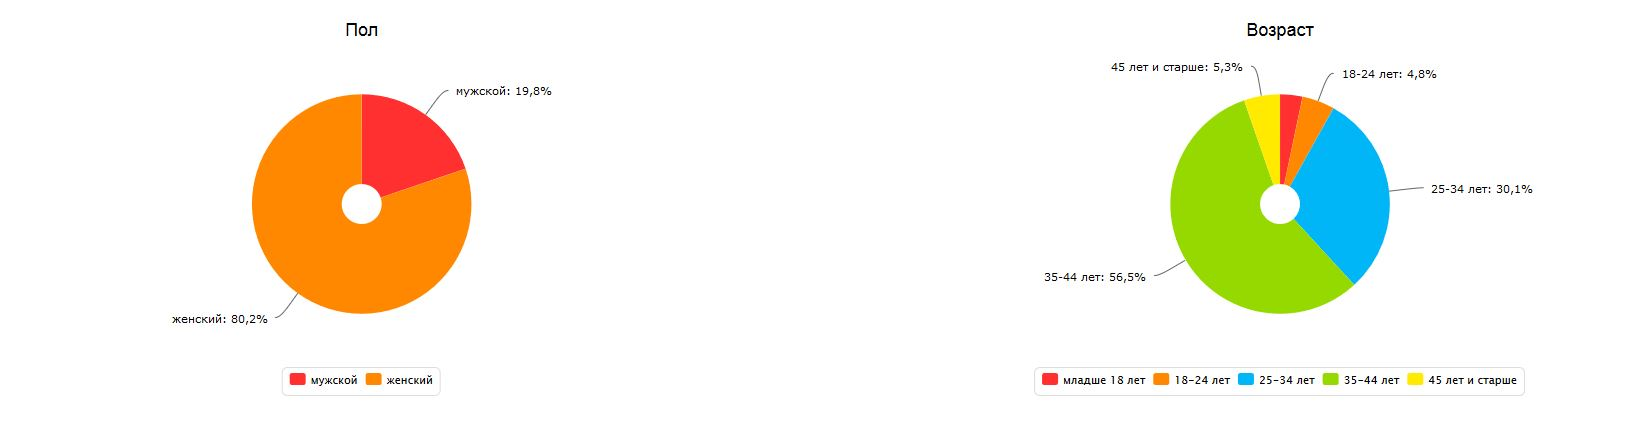 Пол
мужской: 19,8%
женский: 80,2%
мужской женский
Возраст
45 лет и старше: 5,3%
18-24 лет: 4,8%
25-34 лет: 30,1%
35-44 лет: 56,5%
младше 18 лет 18-24 лет 25-34 лет 35-44 лет 45 лет и старше